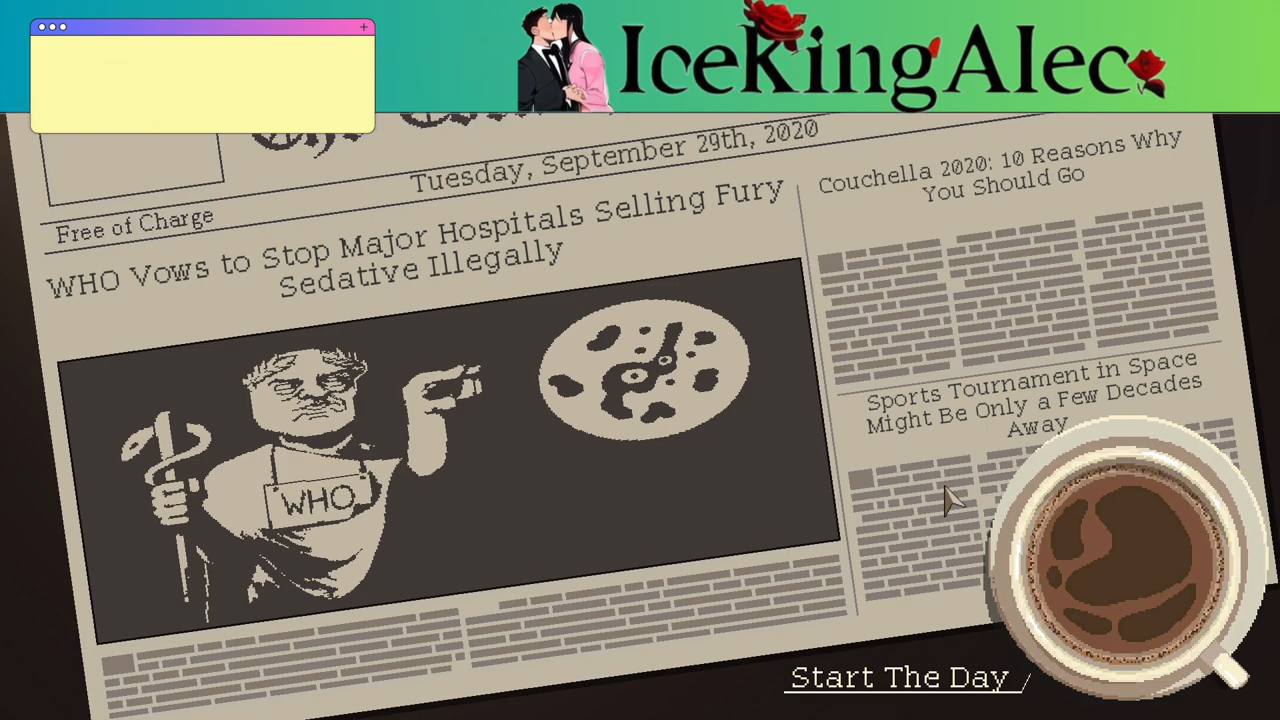 IceKingAlec
Tuesday, September 29th, 2020
Free of Charge
WHO Vows to Stop Major Hospitals Selling Fury
Sedative Illegally
WHO
Couchella 2020: 10 Reasons Why
You Should Go
Sports Tournament in Space
Might Be Only a Few Decades
Away
Start The Day